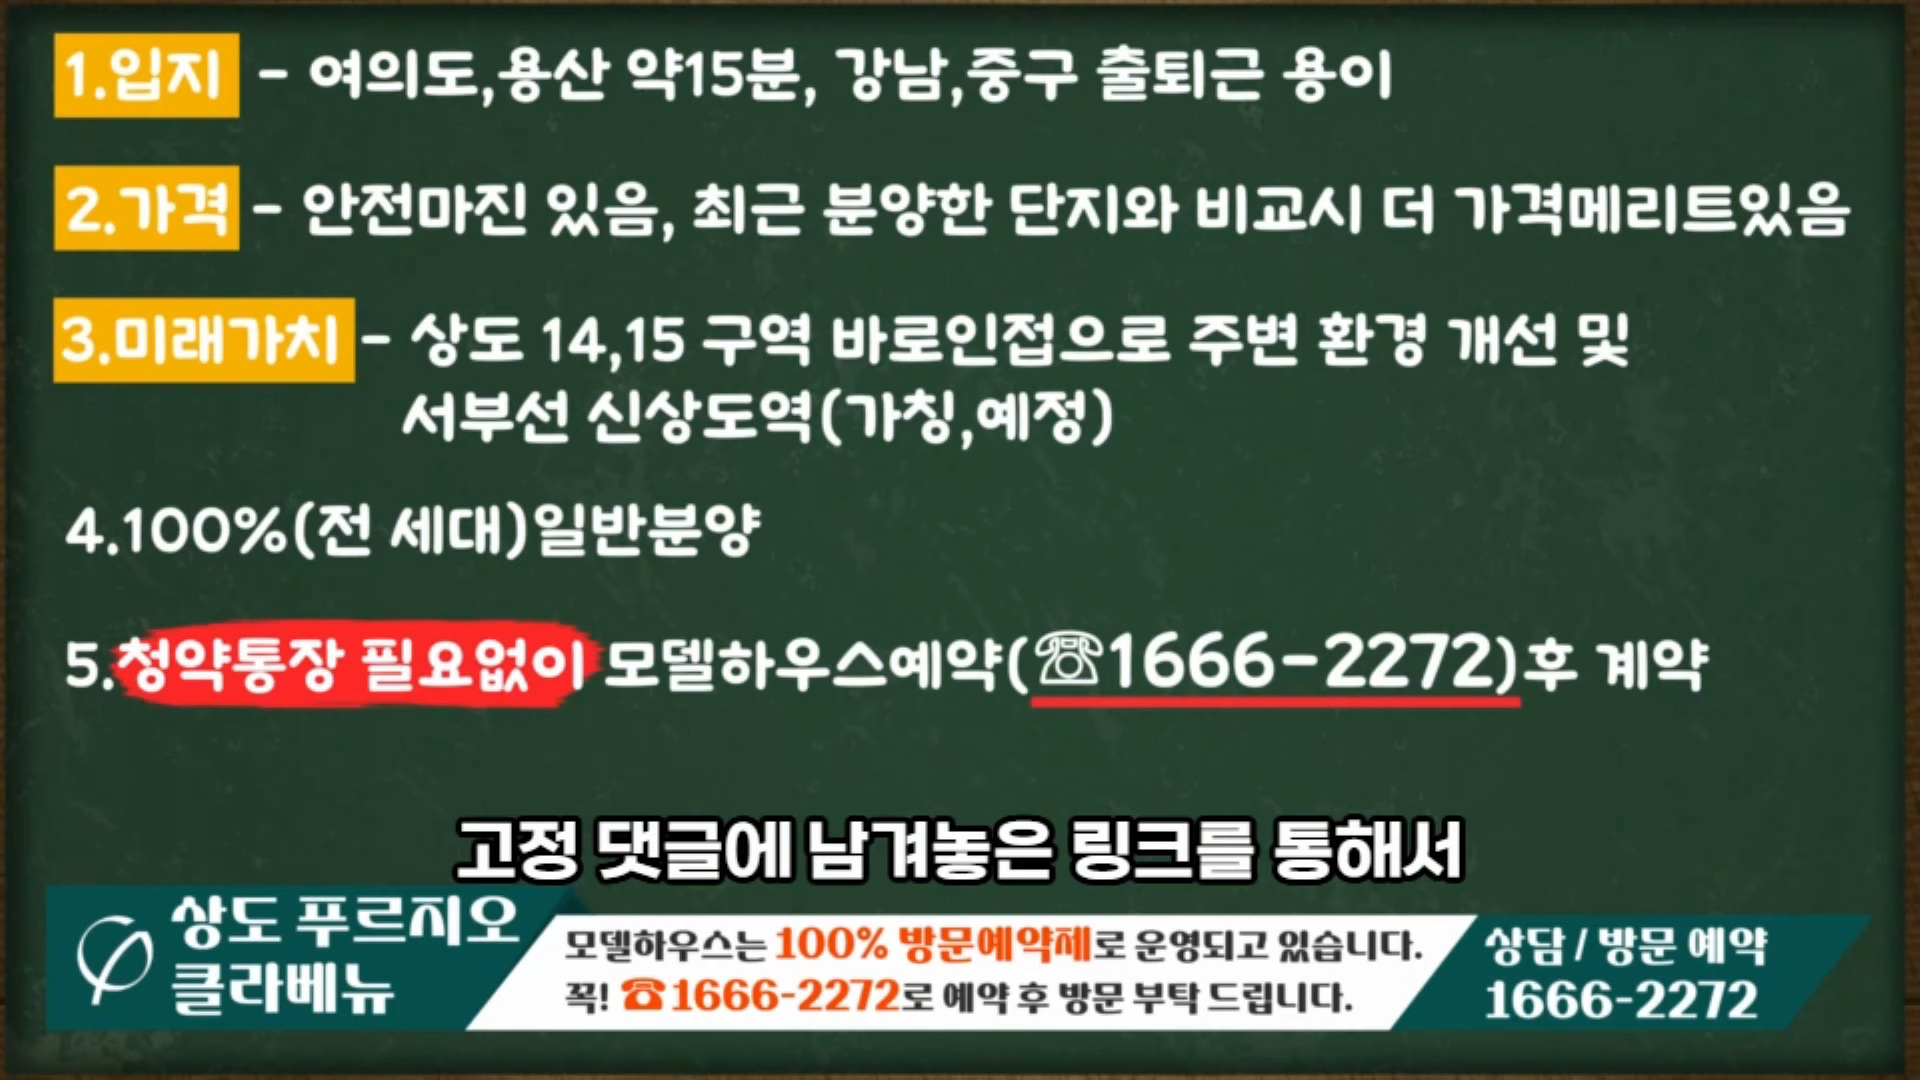 1.입지 - 여의도,용산 약15분, 강남,중구 출퇴근 용이
2.가격 - 안전마진 있음, 최근 분양한 단지와 비교시 더 가격메리트있음
3.미래가치 - 상도 14,15 구역 바로인접으로 주변 환경 개선 및
서부선 신상도역(가칭,예정)
4.100%(전 세대)일반분양
5.청약통장 필요없이 모델하우스예약(☏1666-2272)후 계약
고정 댓글에 남겨놓은 링크를 통해서
상도 푸르지오
클라베뉴
모델하우스는 100% 방문예약제로 운영되고 있습니다.
꼭! ☎1666-2272로 예약 후 방문 부탁 드립니다.
상담 / 방문 예약
1666-2272